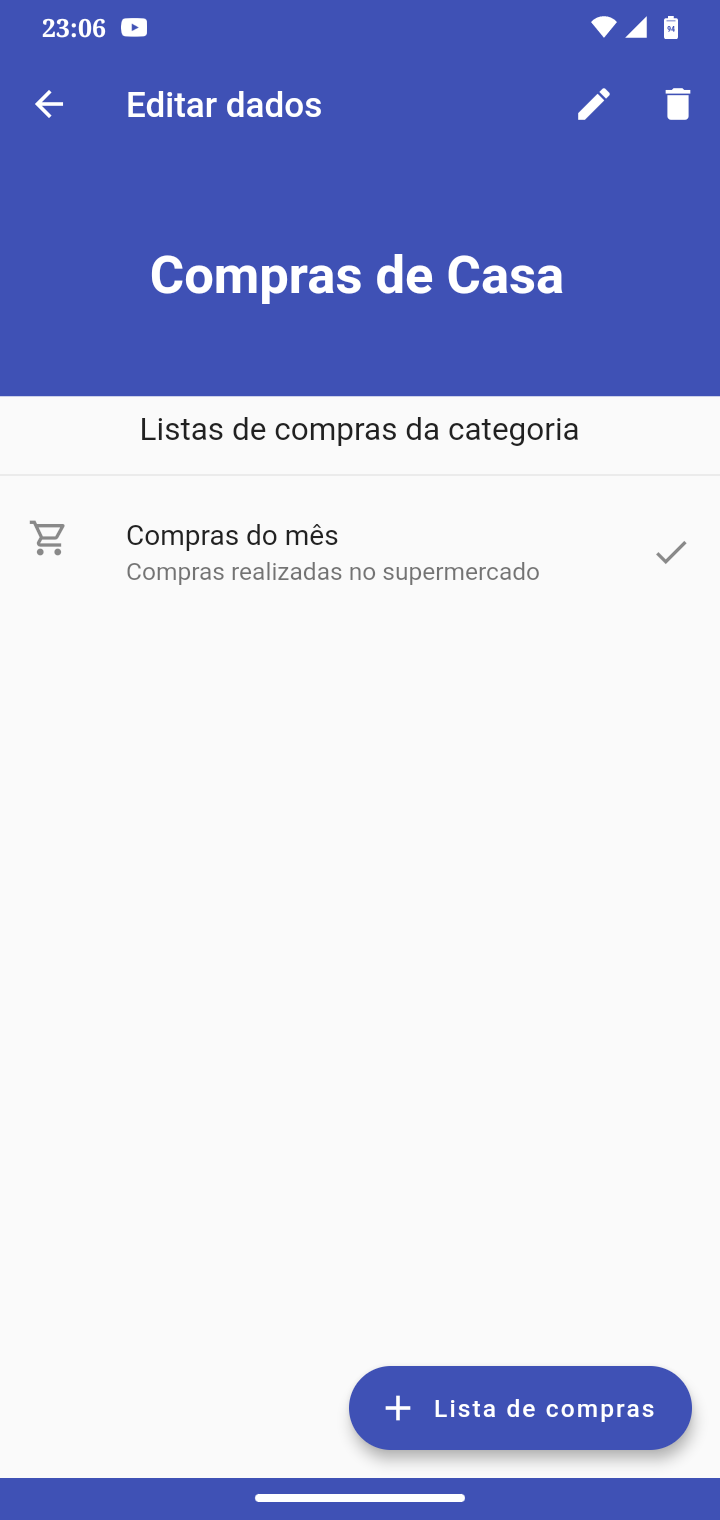 23:06
94
Editar dados
Compras de Casa
Listas de compras da categoria
Compras do mês
Compras realizadas no supermercado
Lista de compras